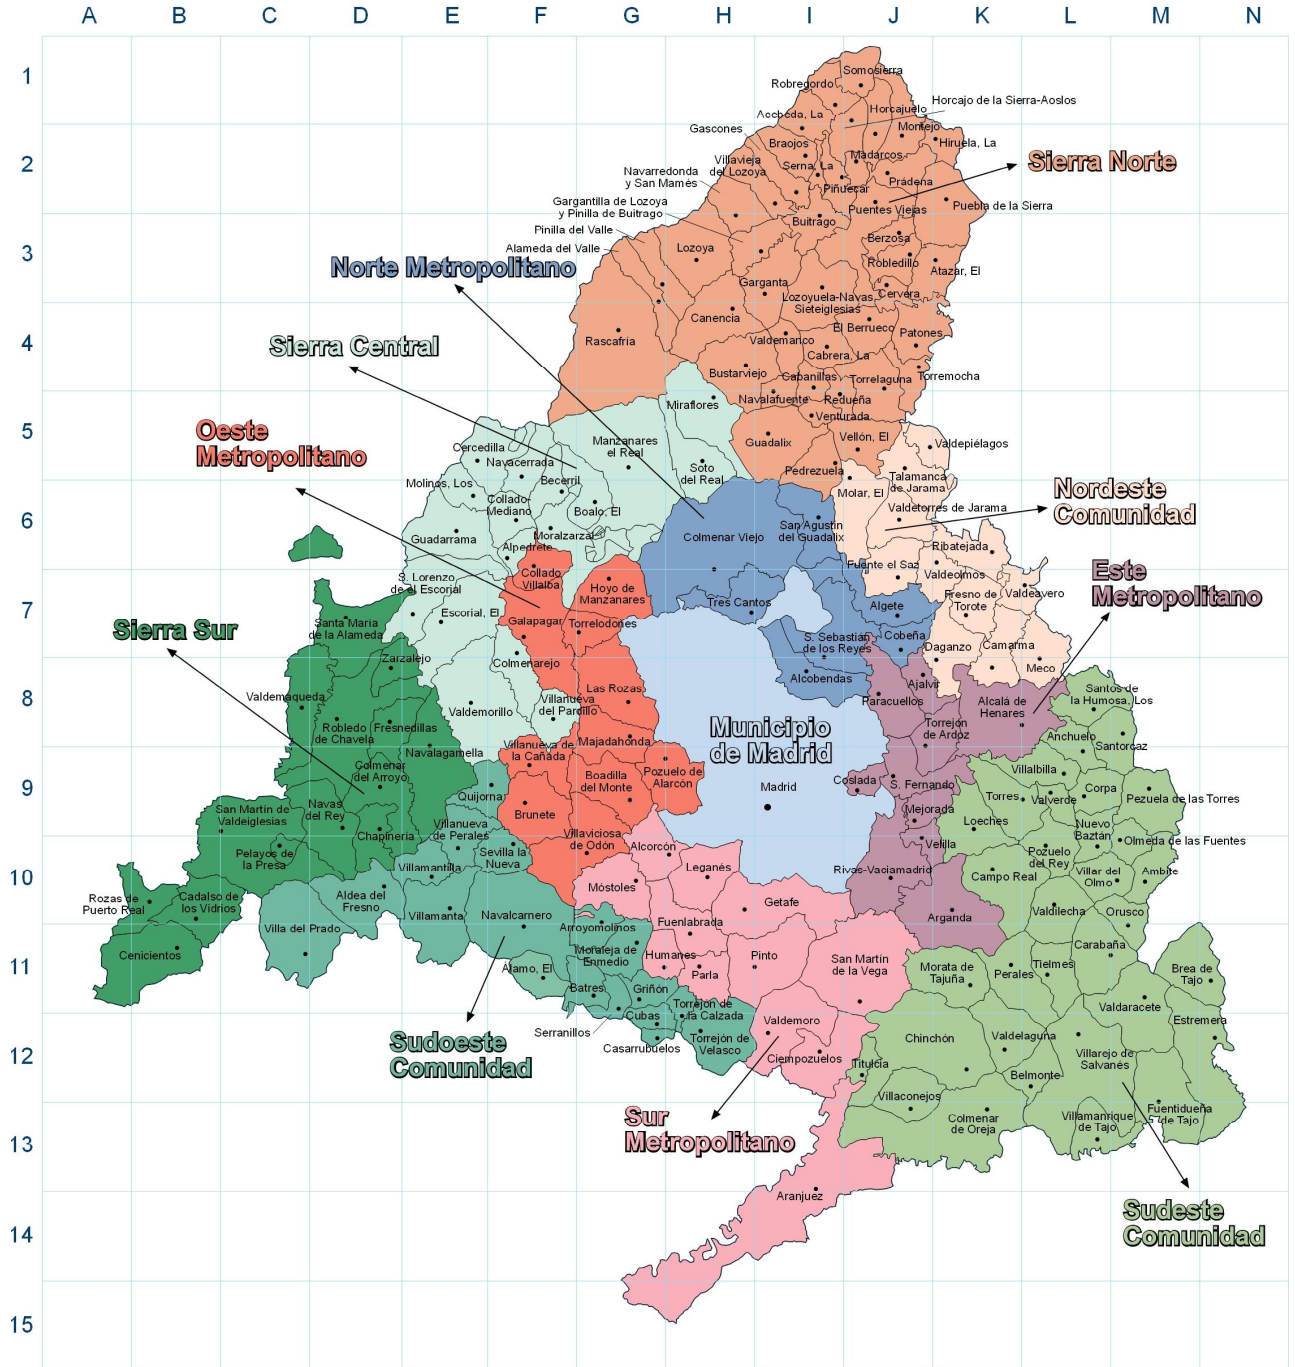 A B C D E F G H I J K L M N
1
Somosierra
Robregordo
Horcajo de la Sierra-Aoslos
Horcajuelo
Acebeda, La
Gascones
Montejo
Braojos
Hiruela, La
2
Madarcos
Villavieja
del Lozoya
Serna, La
Sierra Norte
Navarredonda
y San Mamés
Prádena
Piñuecar
Gargantilla de Lozoya
y Pinilla de Buitrago
Puentes Viejas
Puebla de la Sierra
Buitrago
Pinilla del Valle
Berzosa
3
Alameda del Valle
Lozoya
Robledillo
Atazar, El
Norte Metropolitano
Garganta
Cervera
Lozoyuela-Navas
Sieteiglesias
Canencia
El Berrueco
4
Rascafría
Valdemanco
Patones
Sierra Central
Cabrera, La
Bustarviejo
Cabanillas
Torrelaguna
Torremocha
Navalafuente
Redueña
Miraflores
Venturada
5
Oeste
Metropolitano
Manzanares
el Real
Guadalix
Vellón, El
Valdepiélagos
Cercedilla
Navacerrada
Soto
del Real
Pedrezuela
Talamanca
de Jarama
Molinos, Los
Becerril
Molar, El
Nordeste
Comunidad
Collado-
Mediano
Boalo, El
Valdetorres de Jarama
6
San Agustin
del Guadalix
Guadarrama
Moralzarzal
Colmenar Viejo
Alpedrete
Ribatejada
Fuente el Saz
Valdeolmos
Este
Metropolitano
S. Lorenzo
de el Escorial
Collado
Villalba
Hoyo de
Manzanares
Fresno de
Torote
Valdeavero
7
Tres Cantos
Algete
Escorial, El
Santa Maria
de la Alameda
Galapagar
Torrelodones
Sierra Sur
S. Sebastián
de los Reyes
Cobeña
Daganzo
Camarma
Zarzalejo
Colmenarejo
Meco
Alcobendas
Ajalvir
8
Las Rozas
Santos de
la Humosa, Los
Valdemaqueda
Villanueva
del Pardillo
Paracuellos
Alcalá de
Henares
Valdemorillo
Robledo
de Chavela
Fresnedillas
Municipio
de Madrid
Torrejón
de Ardoz
Anchuelo
Santorcaz
Majadahonda
Villanueva de
la Cañada
Navalagamella
Colmenar
del Arroyo
Pozuelo de
Alarcón
Villalbilla
9
Boadilla
del Monte
Coslada
S. Fernando
Madrid
Corpa
Quijorna
Torres
Valverde
Pezuela de las Torres
San Martín de
Valdeiglesias
Navas
del Rey
Brunete
Mejorada
Loeches
Villanueva
de Perales
Nuevo
Baztán
Chapinería
Villaviciosa
de Odón
Velilla
Olmeda de las Fuentes
Alcorcón
Pelayos de
la Presa
Sevilla la
Nueva
Pozuelo
del Rey
Villamantilla
Leganés
Rivas-Vaciamadrid
Villar del
Olmo
Ambite
10
Campo Real
Móstoles
Rozas de
Puerto Real
Cadalso de
los Vidrios
Aldea del
Fresno
Getafe
Valdilecha
Orusco
Villamanta
Navalcarnero
Arganda
Fuenlabrada
Villa del Prado
Arroyomolinos
Carabaña
11
Cenicientos
Moraleja de
Enmedio
Humanes
Pinto
San Martín
de la Vega
Tielmes
Álamo, El
Parla
Morata de
Tajuña
Perales
Brea de
Tajo
Batres
Griñón
Torrejón de
la Calzada
Valdaracete
Cubas
Valdemoro
Estremera
Serranillos
Sudoeste
Comunidad
Casarrubuelos
Torrejón de
Velasco
Chinchón
Valdelaguna
12
Ciempozuelos
Titulcia
Villarejo de
Salvanés
Belmonte
Villaconejos
Fuentidueña
de Tajo
Sur
Metropolitano
Colmenar
de Oreja
Villamanrique
de Tajo
13
Aranjuez
Sudeste
Comunidad
14
15